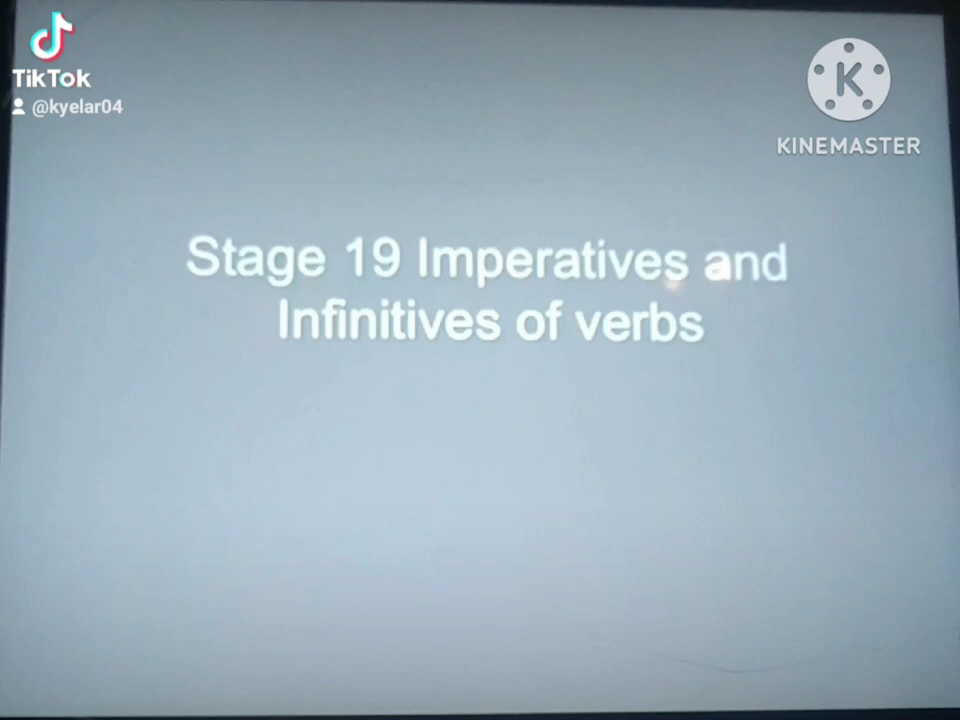 TikTok
@kyelar04
KINEMASTER
Stage 19 Imperatives and
Infinitives of verbs